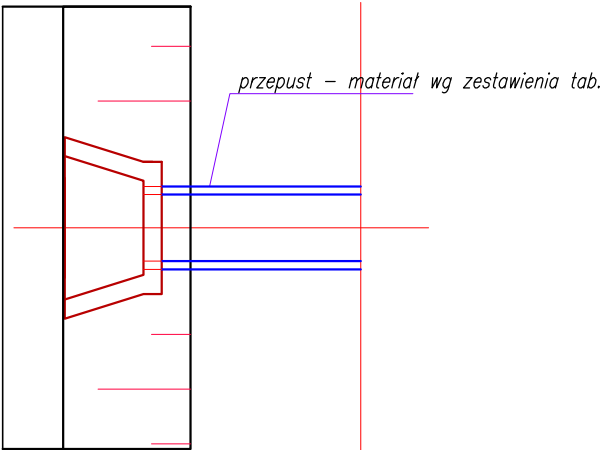 przepust – materiał wg zestawienia tab.